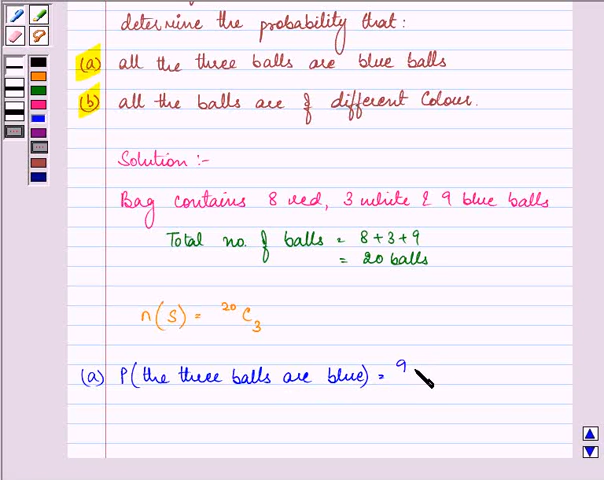 determine the probability that:
(a) all the three balls are blue balls
(b) all the balls are of different Colour.
Solution :-
Bag contains 8 red, 3 white & 9 blue balls
Total no. of balls = 8+3+9
= 20 balls
n(S) = ²⁰C₃
(a) P(the three balls are blue) = ⁹